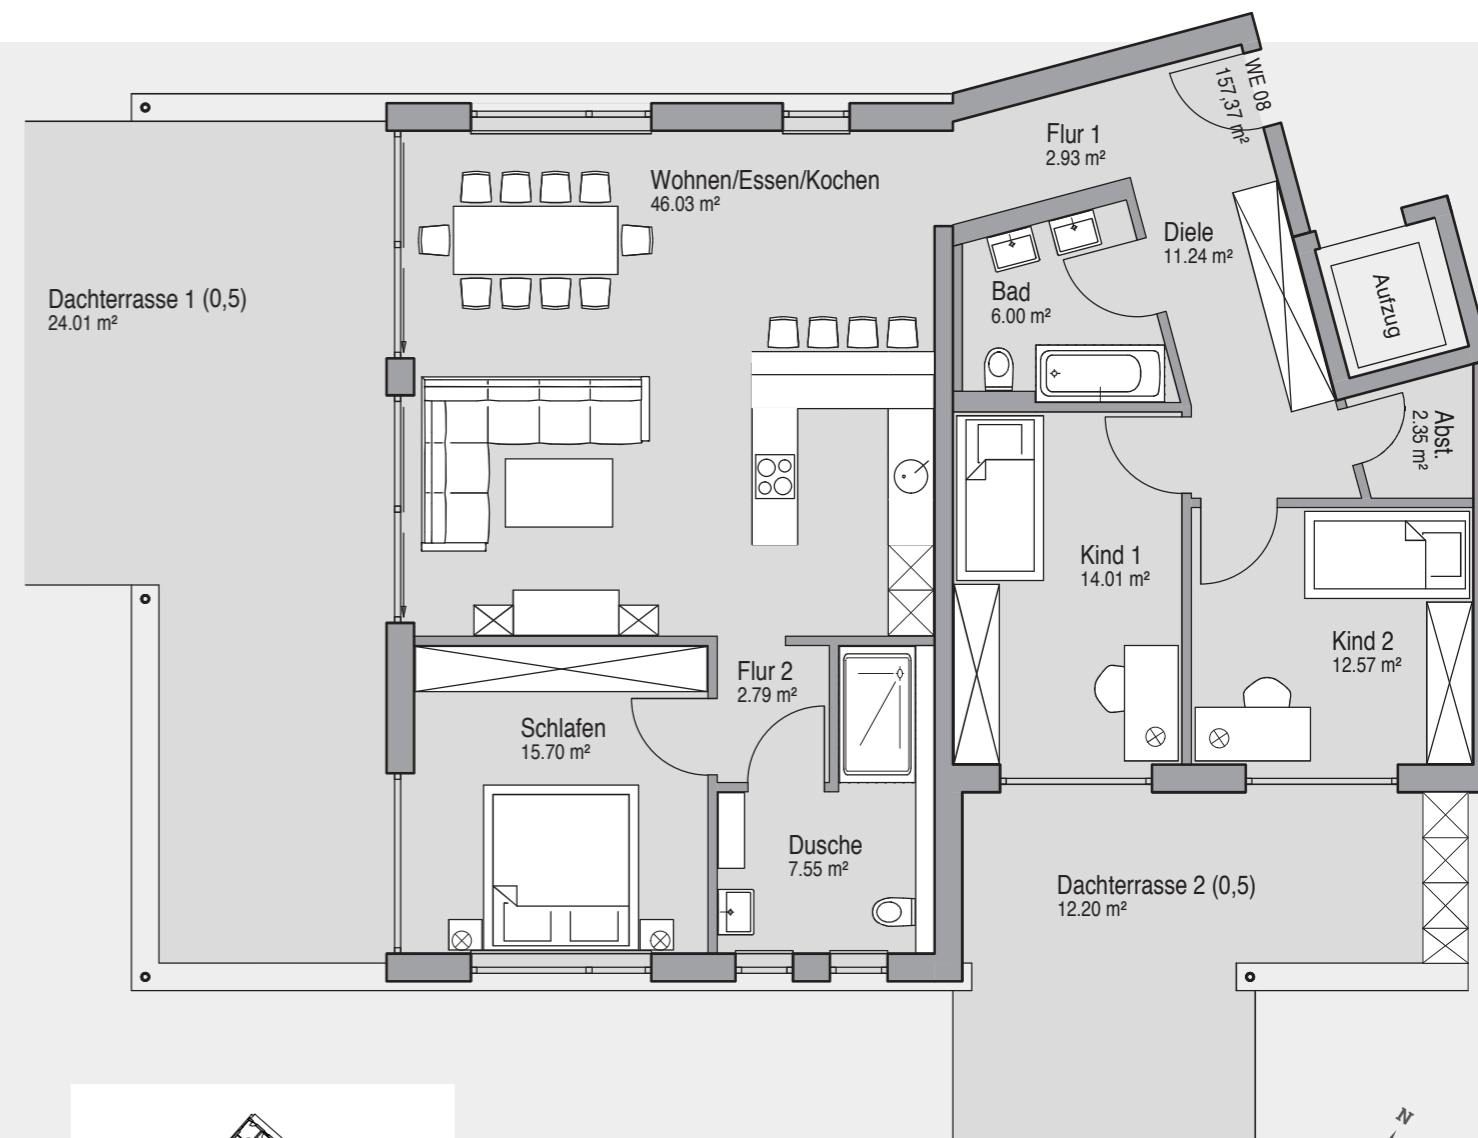 WE 08
157,37 m²
Flur 1
2.93 m²
Wohnen/Essen/Kochen
46.03 m²
Diele
11.24 m²
Aufzug
Bad
6.00 m²
Dachterrasse 1 (0,5)
24.01 m²
Abst.
2.35 m²
Kind 1
14.01 m²
Kind 2
12.57 m²
Flur 2
2.79 m²
Schlafen
15.70 m²
Dusche
7.55 m²
Dachterrasse 2 (0,5)
12.20 m²
N